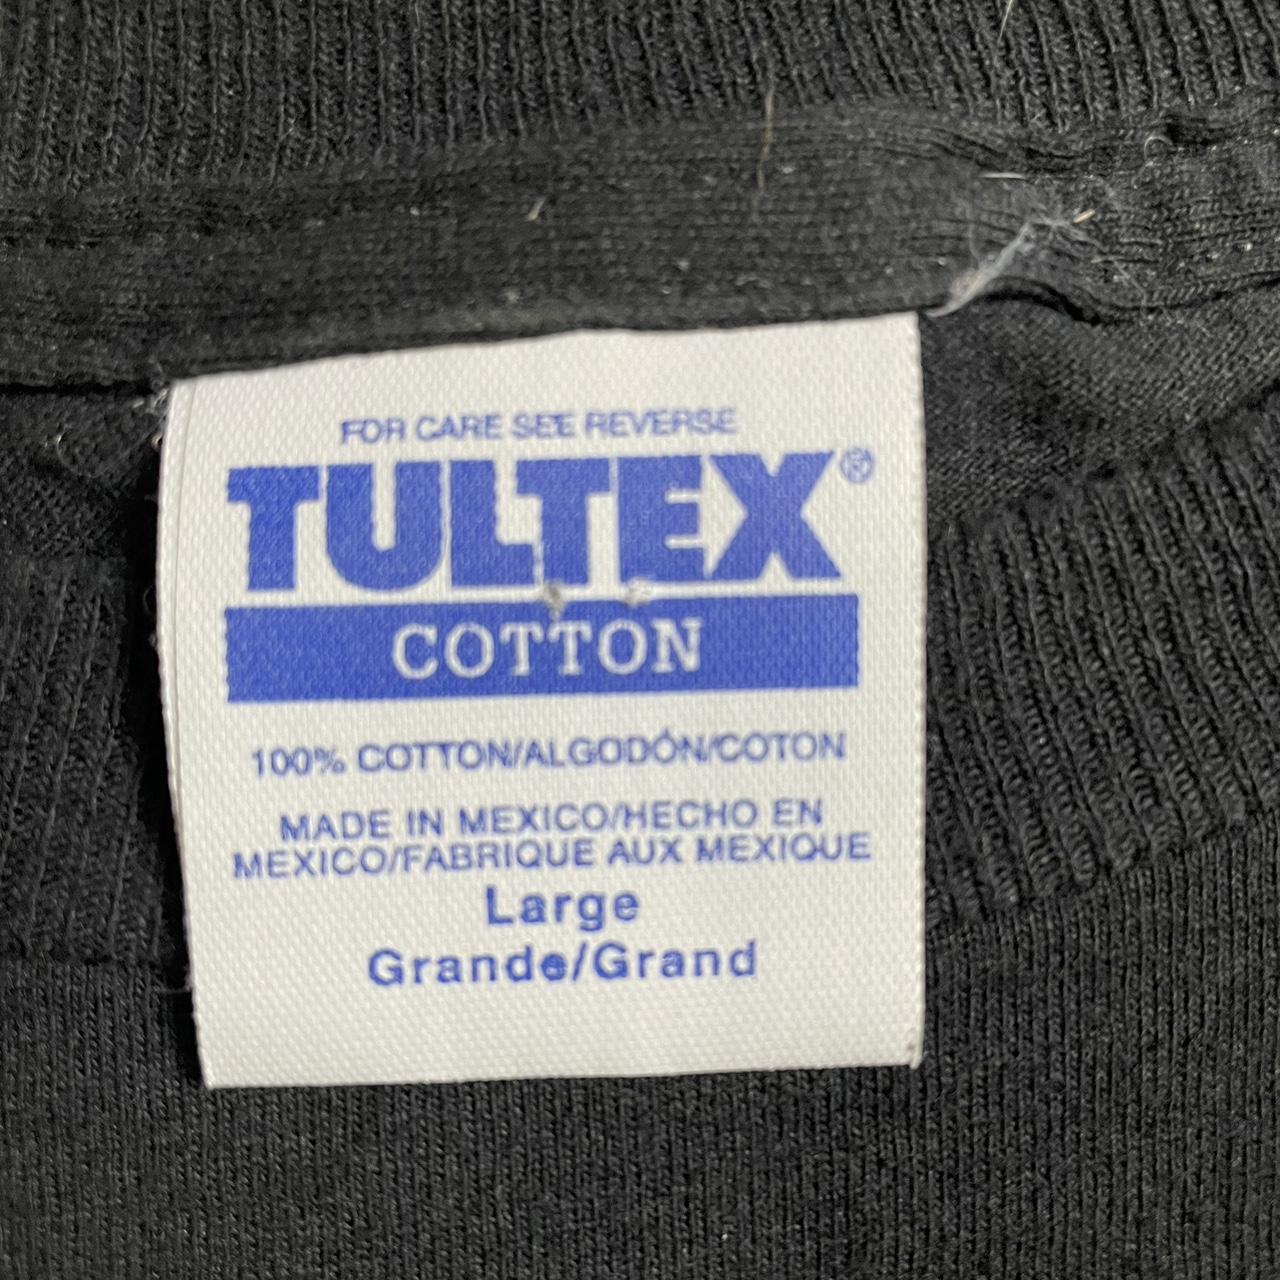 FOR CARE SEE REVERSE
TULTEX®
COTTON
100% COTTON/ALGODÓN/COTON
MADE IN MEXICO/HECHO EN
MEXICO/FABRIQUE AUX MEXIQUE
Large
Grande/Grand